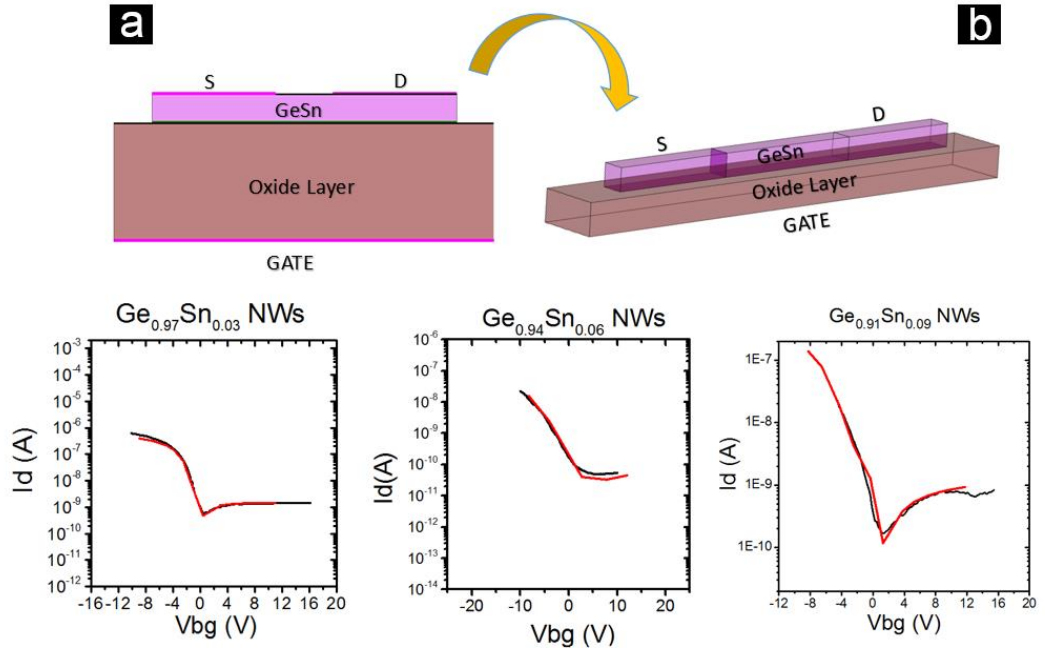 a
b
S
D
GeSn
Oxide Layer
GATE
S
GeSn
D
Oxide Layer
GATE
Ge0.97Sn0.03 NWs
10-3
10-4
10-5
10-6
10-7
10-8
10-9
10-10
10-11
10-12
Id (A)
-16 -12 -8 -4 0 4 8 12 16 20
Vbg (V)
Ge0.94Sn0.06 NWs
10-6
10-7
10-8
10-9
10-10
10-11
10-12
10-13
10-14
Id(A)
-20 -10 0 10 20
Vbg (V)
Ge0.91Sn0.09 NWs
1E-7
1E-8
1E-9
1E-10
Id (A)
-12 -8 -4 0 4 8 12 16 20
Vbg (V)